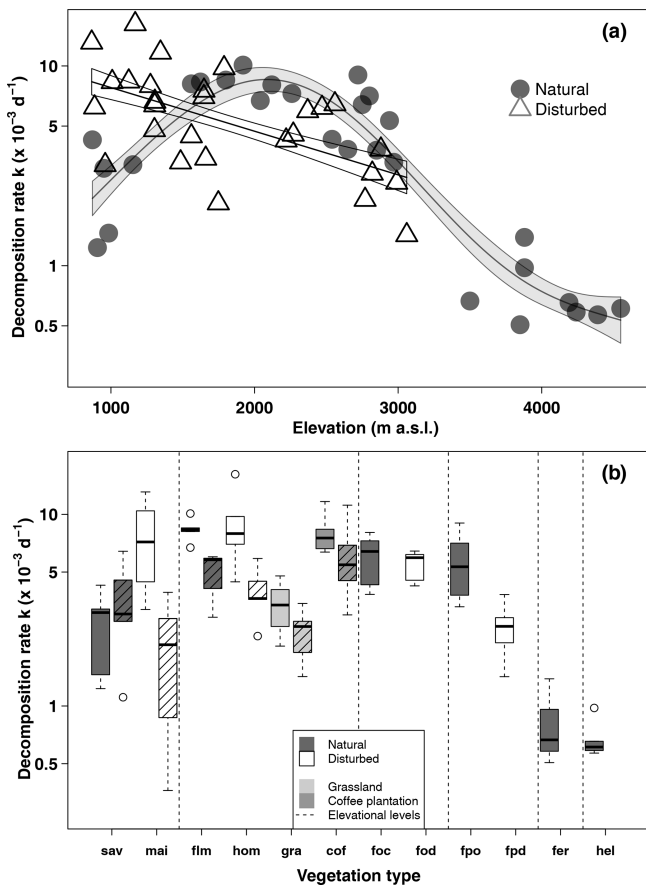 (a)
Decomposition rate k (x 10⁻³ d⁻¹)
10
5
1
0.5
Natural
Disturbed
1000 2000 3000 4000
Elevation (m a.s.l.)
(b)
Decomposition rate k (x 10⁻³ d⁻¹)
10
5
1
0.5
Natural
Disturbed
Grassland
Coffee plantation
Elevational levels
sav mai flm hom gra cof foc fod fpo fpd fer hel
Vegetation type